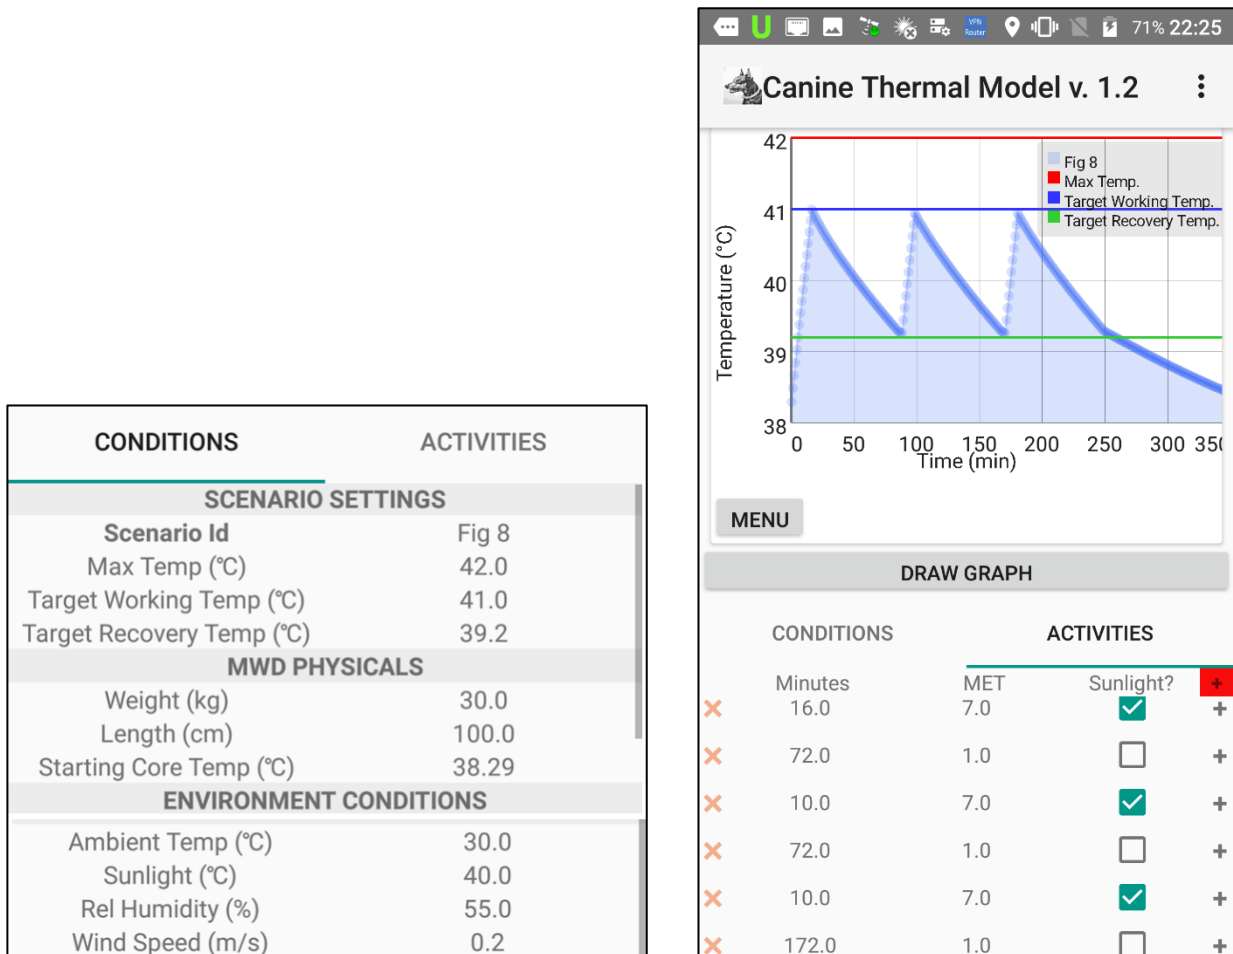 CONDITIONS ACTIVITIES
SCENARIO SETTINGS
Scenario Id Fig 8
Max Temp (°C) 42.0
Target Working Temp (°C) 41.0
Target Recovery Temp (°C) 39.2
MWD PHYSICALS
Weight (kg) 30.0
Length (cm) 100.0
Starting Core Temp (°C) 38.29
ENVIRONMENT CONDITIONS
Ambient Temp (°C) 30.0
Sunlight (°C) 40.0
Rel Humidity (%) 55.0
Wind Speed (m/s) 0.2
U VPN Router 71% 22:25
Canine Thermal Model v. 1.2
Fig 8
Max Temp.
Target Working Temp.
Target Recovery Temp.
Temperature (°C)
42
41
40
39
38
0 50 100 150 200 250 300 350
Time (min)
MENU
DRAW GRAPH
CONDITIONS ACTIVITIES
Minutes MET Sunlight? +
16.0 7.0 +
72.0 1.0 +
10.0 7.0 +
72.0 1.0 +
10.0 7.0 +
172.0 1.0 +